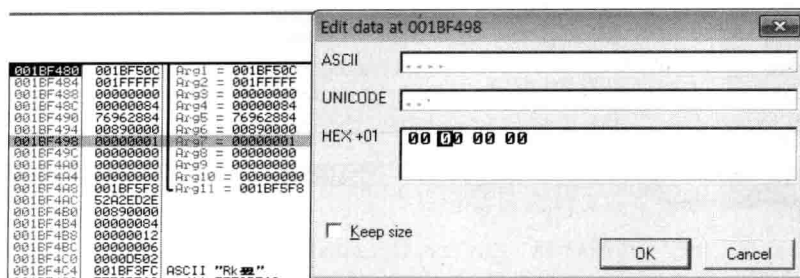 Edit data at 001BF498
ASCII
....
UNICODE
..
HEX +01
00 00 00 00
Keep size
OK
Cancel
001BF480 001BF50C Arg1 = 001BF50C
001BF484 001FFFFF Arg2 = 001FFFFF
001BF488 00000000 Arg3 = 00000000
001BF48C 00000084 Arg4 = 00000084
001BF490 76962884 Arg5 = 76962884
001BF494 00890000 Arg6 = 00890000
001BF498 00000001 Arg7 = 00000001
001BF49C 00000000 Arg8 = 00000000
001BF4A0 00000000 Arg9 = 00000000
001BF4A4 00000000 Arg10 = 00000000
001BF4A8 001BF5F8 Arg11 = 001BF5F8
001BF4AC 52A2ED2E
001BF4B0 00890000
001BF4B4 00000084
001BF4B8 00000012
001BF4BC 00000006
001BF4C0 0000D502
001BF4C4 001BF3FC ASCII "Rk